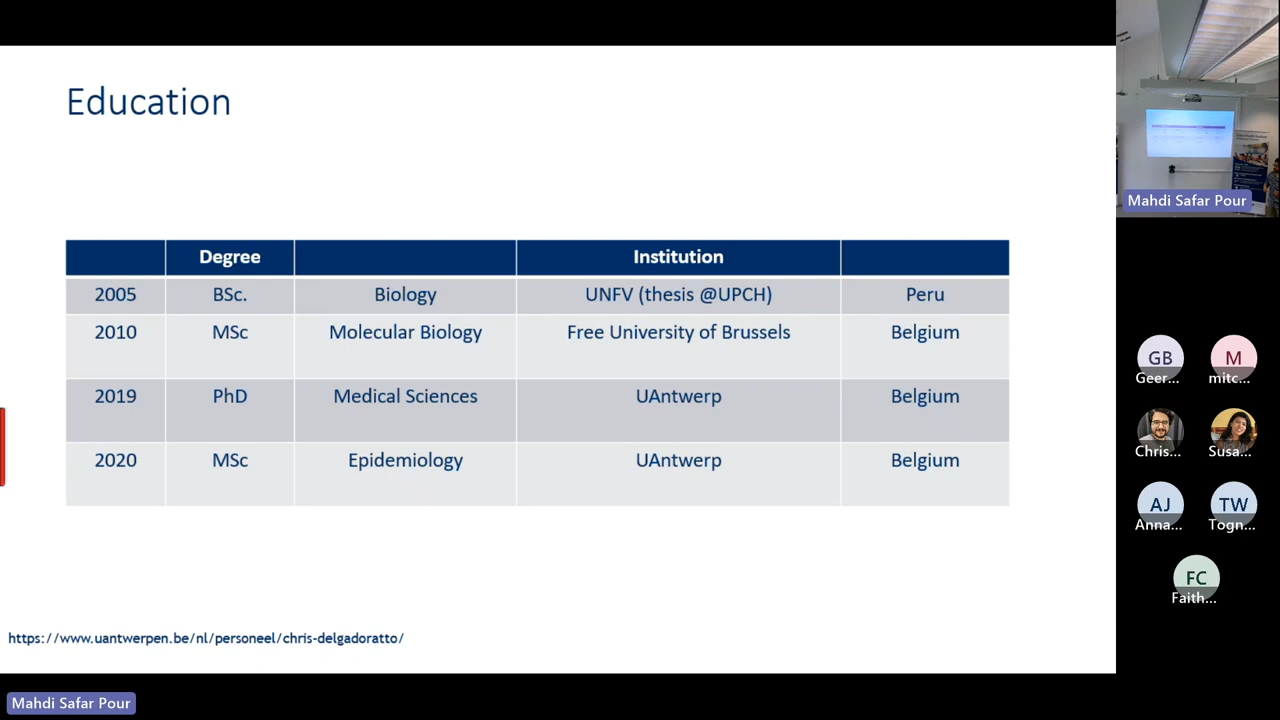 Education
Degree Institution
2005 BSc. Biology UNFV (thesis @UPCH) Peru
2010 MSc Molecular Biology Free University of Brussels Belgium
2019 PhD Medical Sciences UAntwerp Belgium
2020 MSc Epidemiology UAntwerp Belgium
https://www.uantwerpen.be/nl/personeel/chris-delgadoratto/
Mahdi Safar Pour
Mahdi Safar Pour
GB M
Geer... mitc...
Chris... Susa...
AJ TW
Anna... Togn...
FC
Faith...